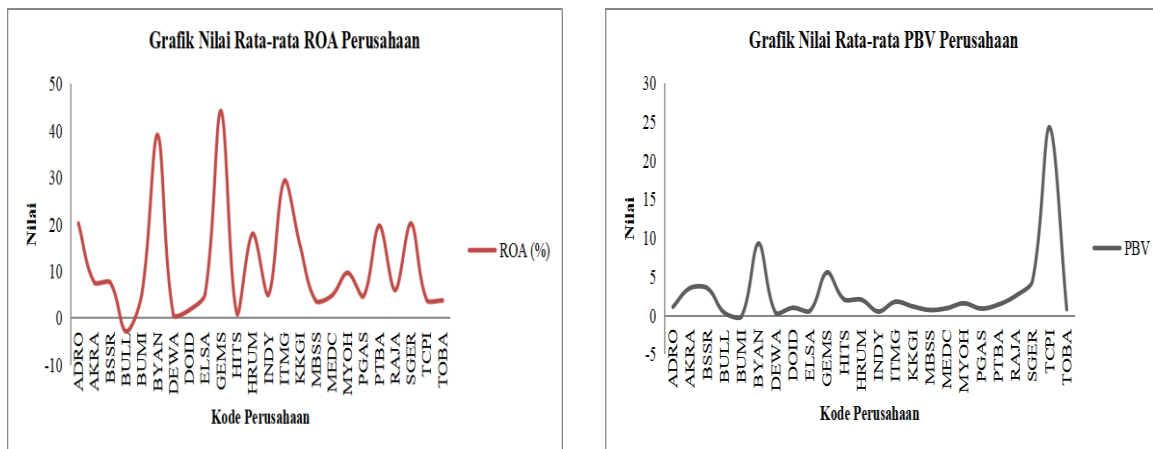 Grafik Nilai Rata-rata ROA Perusahaan
50
40
30
20
10
0
-10
Nilai
ADRO
AKRA
BSSR
BULL
BUMI
BYAN
DEWA
DOID
ELSA
GEMS
HITS
HRUM
INDY
ITMG
KKGI
MBSS
MEDC
MYOH
PGAS
PTBA
RAJA
SGER
TCPI
TOBA
Kode Perusahaan
ROA (%)
Grafik Nilai Rata-rata PBV Perusahaan
30
25
20
15
10
5
0
-5
Nilai
ADRO
AKRA
BSSR
BULL
BUMI
BYAN
DEWA
DOID
ELSA
GEMS
HITS
HRUM
INDY
ITMG
KKGI
MBSS
MEDC
MYOH
PGAS
PTBA
RAJA
SGER
TCPI
TOBA
Kode Perusahaan
PBV